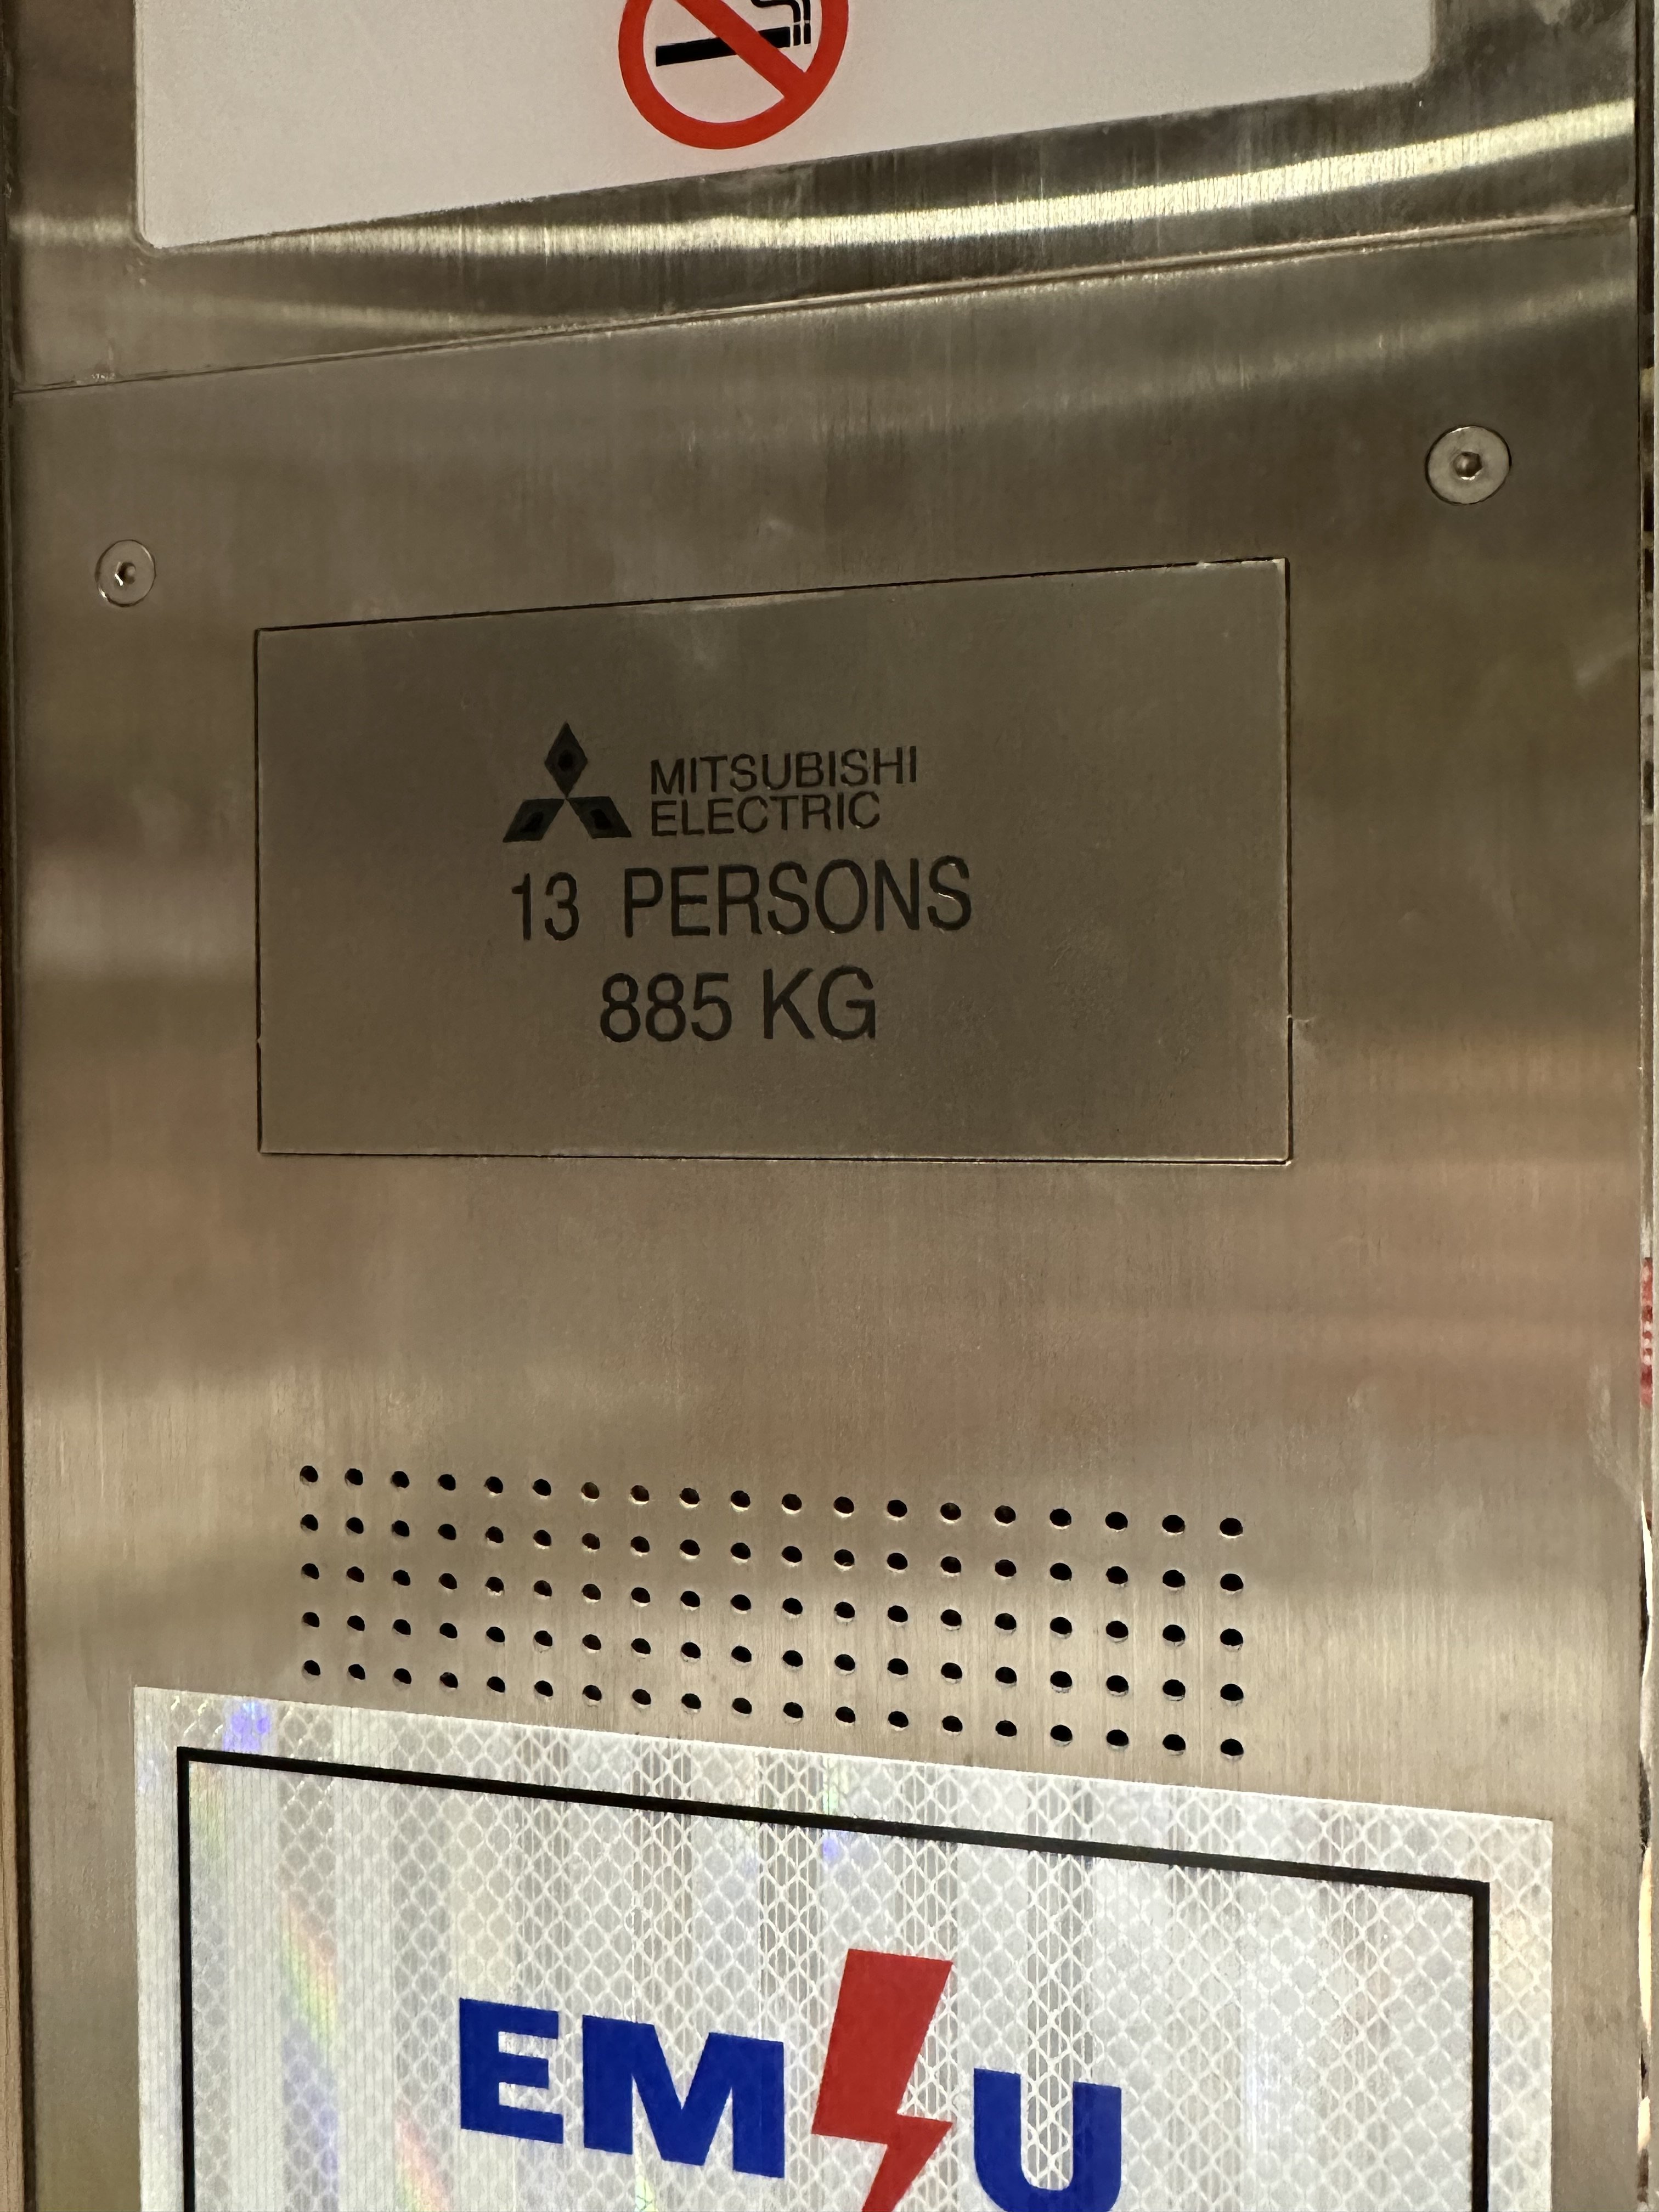 MITSUBISHI
ELECTRIC
13 PERSONS
885 KG
EM U